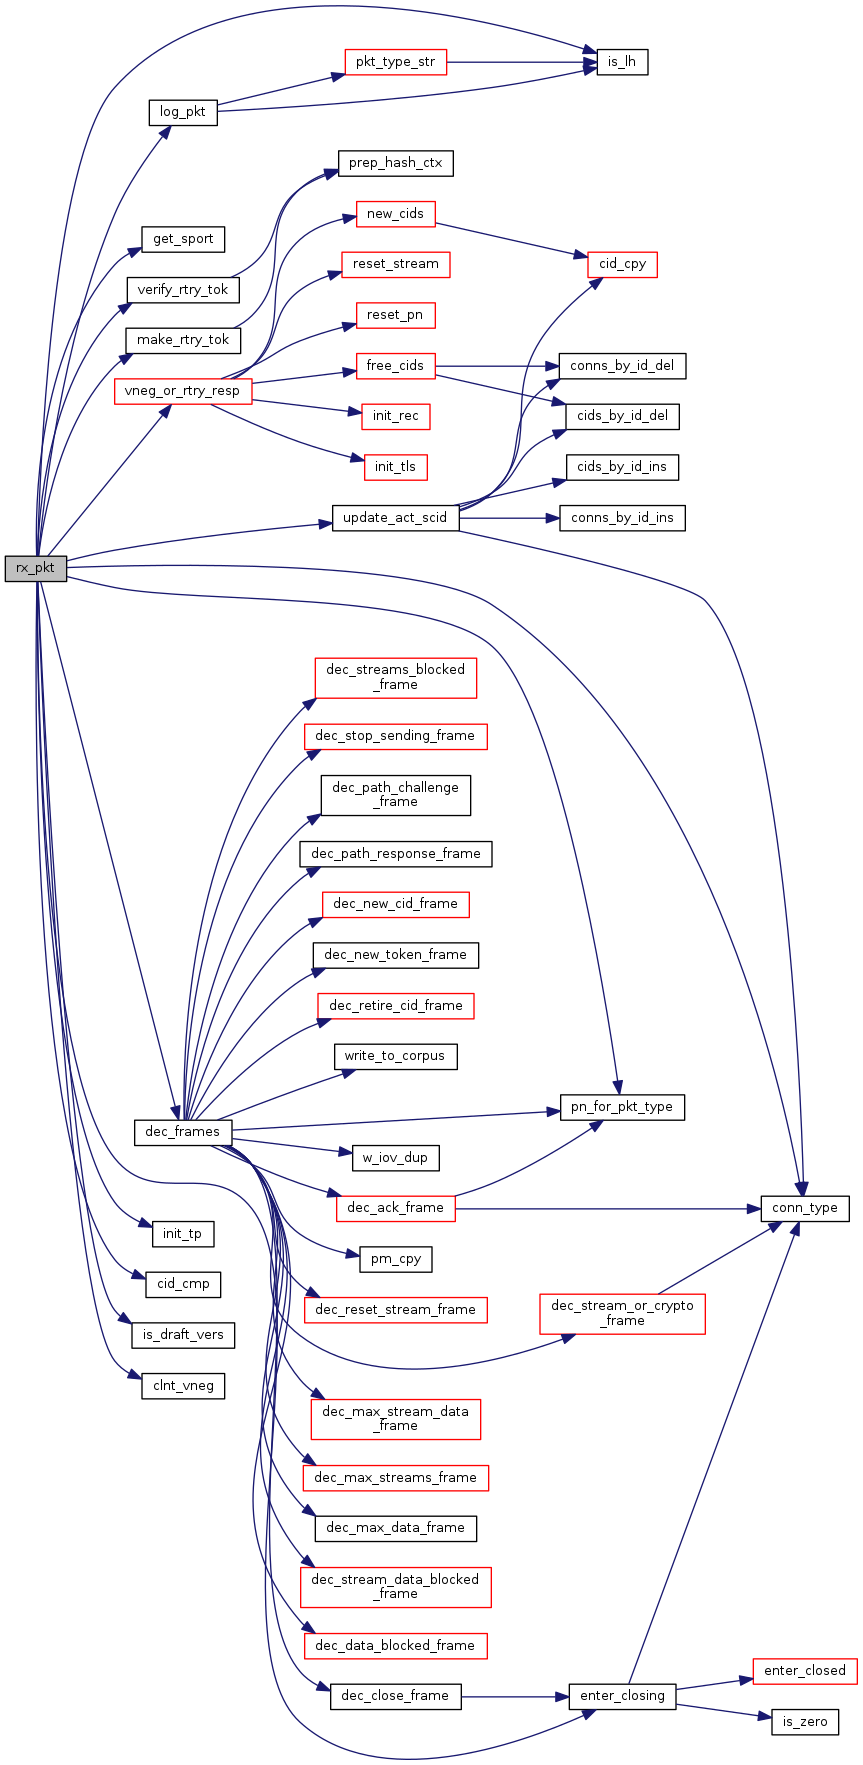 pkt_type_str
is_lh
log_pkt
prep_hash_ctx
new_cids
get_sport
reset_stream
cid_cpy
verify_rtry_tok
reset_pn
make_rtry_tok
free_cids
conns_by_id_del
vneg_or_rtry_resp
init_rec
cids_by_id_del
init_tls
cids_by_id_ins
update_act_scid
conns_by_id_ins
rx_pkt
dec_streams_blocked
_frame
dec_stop_sending_frame
dec_path_challenge
_frame
dec_path_response_frame
dec_new_cid_frame
dec_new_token_frame
dec_retire_cid_frame
write_to_corpus
pn_for_pkt_type
dec_frames
w_iov_dup
dec_ack_frame
conn_type
init_tp
pm_cpy
cid_cmp
dec_reset_stream_frame
dec_stream_or_crypto
_frame
is_draft_vers
clnt_vneg
dec_max_stream_data
_frame
dec_max_streams_frame
dec_max_data_frame
dec_stream_data_blocked
_frame
dec_data_blocked_frame
enter_closed
dec_close_frame
enter_closing
is_zero